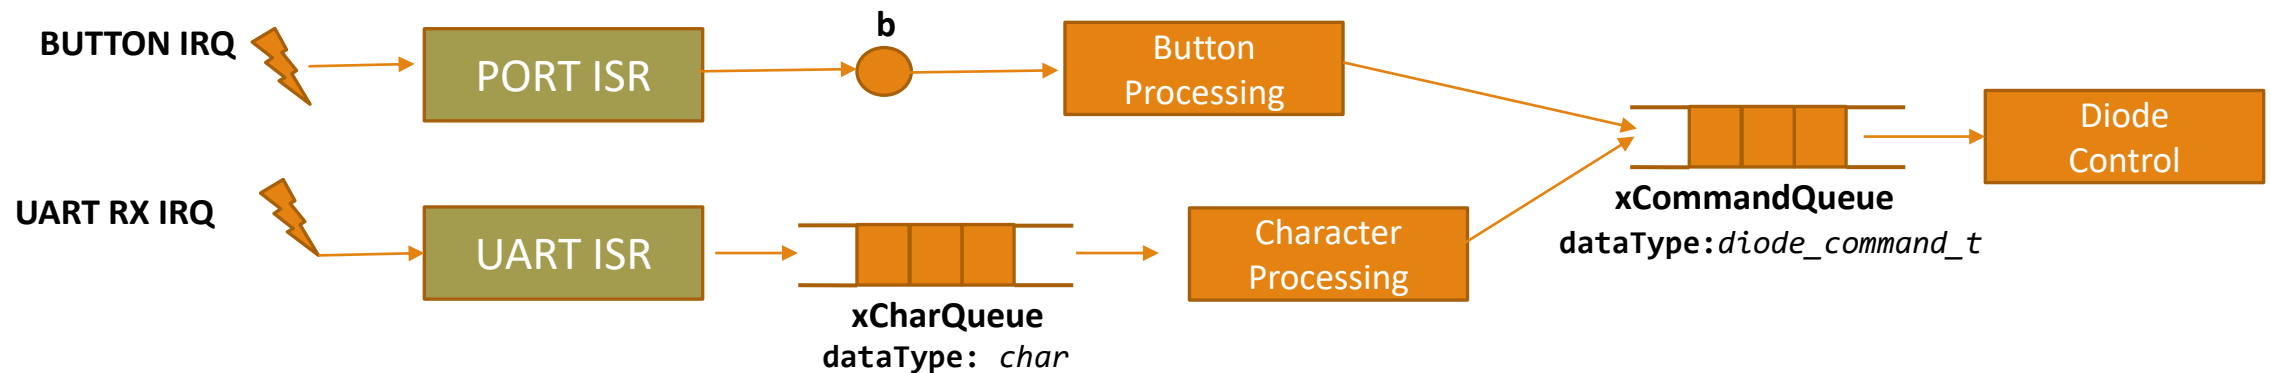 BUTTON IRQ
PORT ISR
b
Button
Processing
Diode
Control
xCommandQueue
dataType:diode_command_t
UART RX IRQ
UART ISR
xCharQueue
dataType: char
Character
Processing